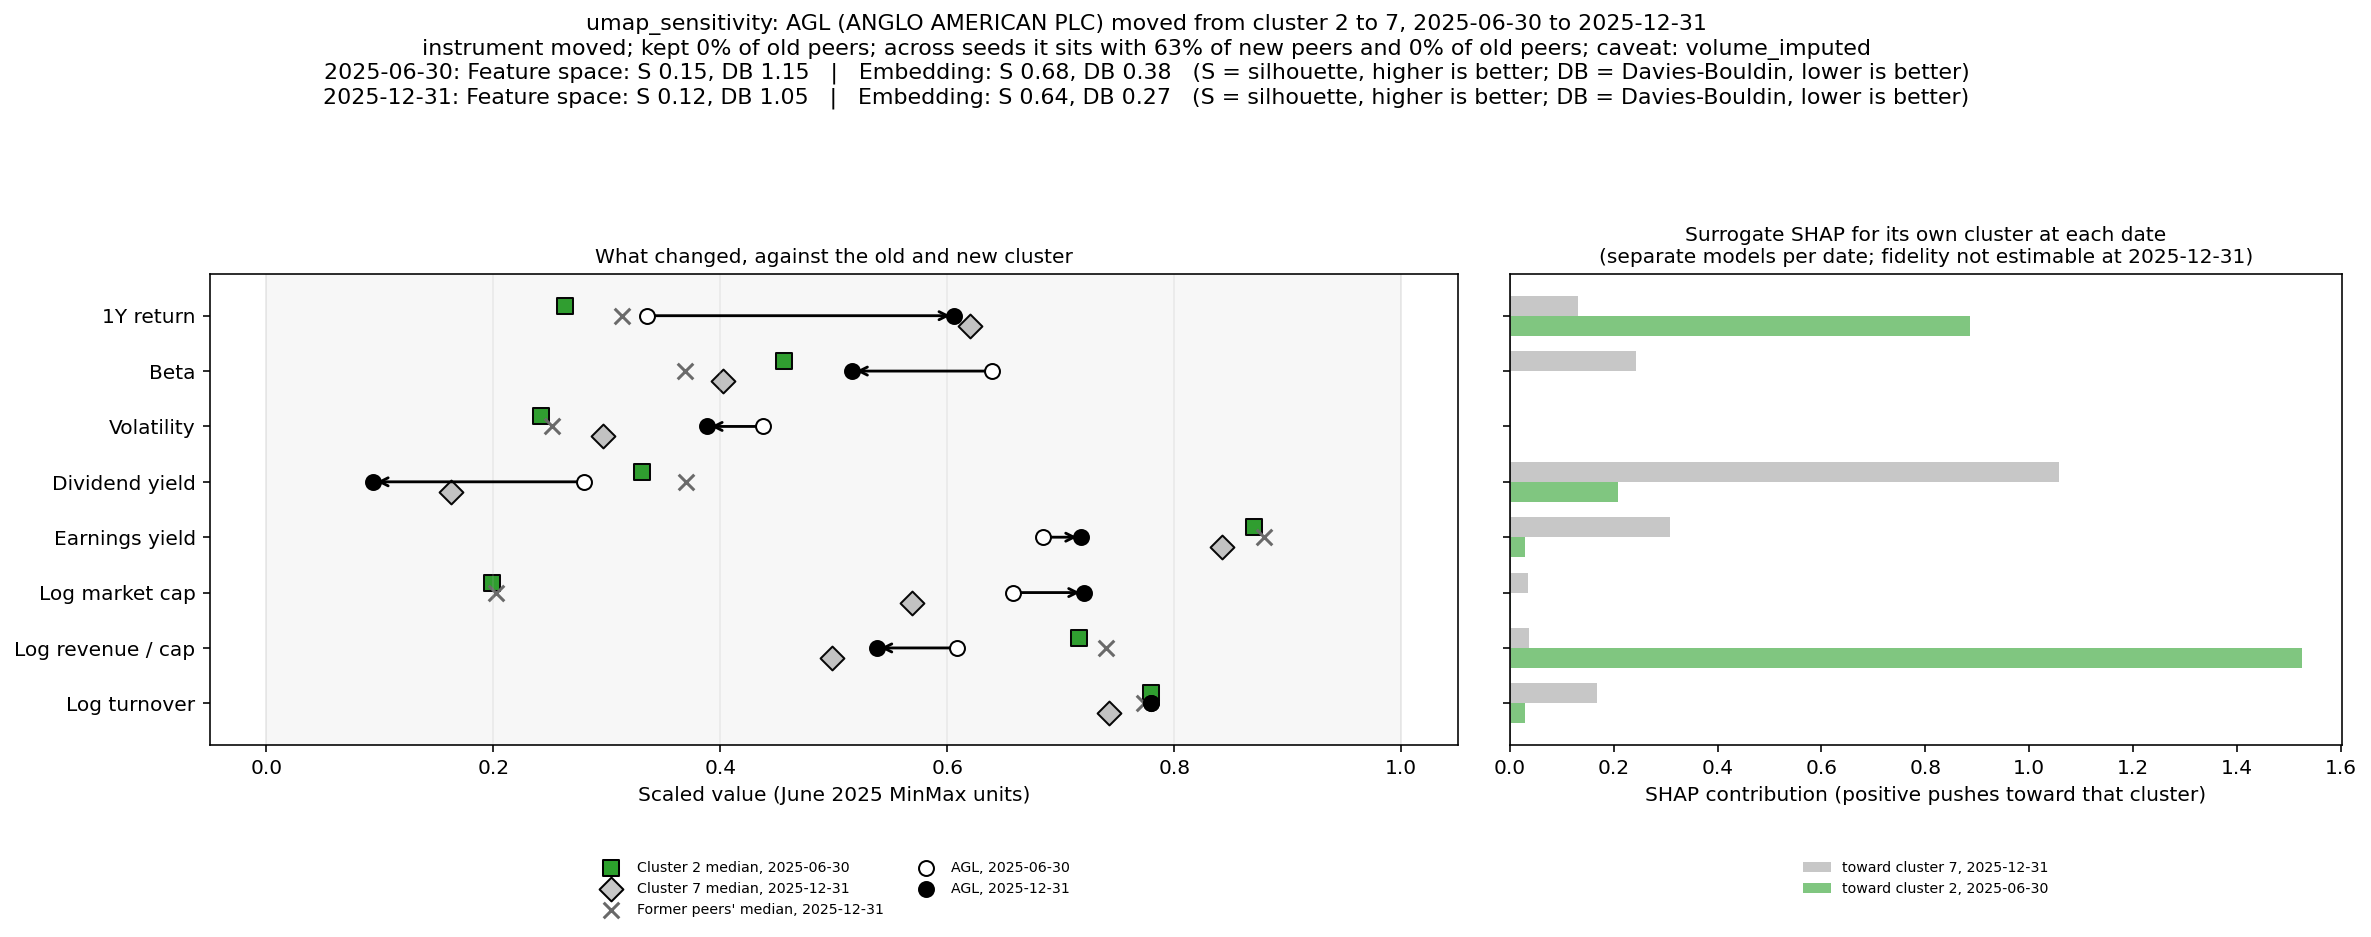 umap_sensitivity: AGL (ANGLO AMERICAN PLC) moved from cluster 2 to 7, 2025-06-30 to 2025-12-31
instrument moved; kept 0% of old peers; across seeds it sits with 63% of new peers and 0% of old peers; caveat: volume_imputed
2025-06-30: Feature space: S 0.15, DB 1.15 | Embedding: S 0.68, DB 0.38 (S = silhouette, higher is better; DB = Davies-Bouldin, lower is better)
2025-12-31: Feature space: S 0.12, DB 1.05 | Embedding: S 0.64, DB 0.27 (S = silhouette, higher is better; DB = Davies-Bouldin, lower is better)
What changed, against the old and new cluster
1Y return
Beta
Volatility
Dividend yield
Earnings yield
Log market cap
Log revenue / cap
Log turnover
0.0 0.2 0.4 0.6 0.8 1.0
Scaled value (June 2025 MinMax units)
Cluster 2 median, 2025-06-30
Cluster 7 median, 2025-12-31
Former peers' median, 2025-12-31
AGL, 2025-06-30
AGL, 2025-12-31
Surrogate SHAP for its own cluster at each date
(separate models per date; fidelity not estimable at 2025-12-31)
0.0 0.2 0.4 0.6 0.8 1.0 1.2 1.4 1.6
SHAP contribution (positive pushes toward that cluster)
toward cluster 7, 2025-12-31
toward cluster 2, 2025-06-30